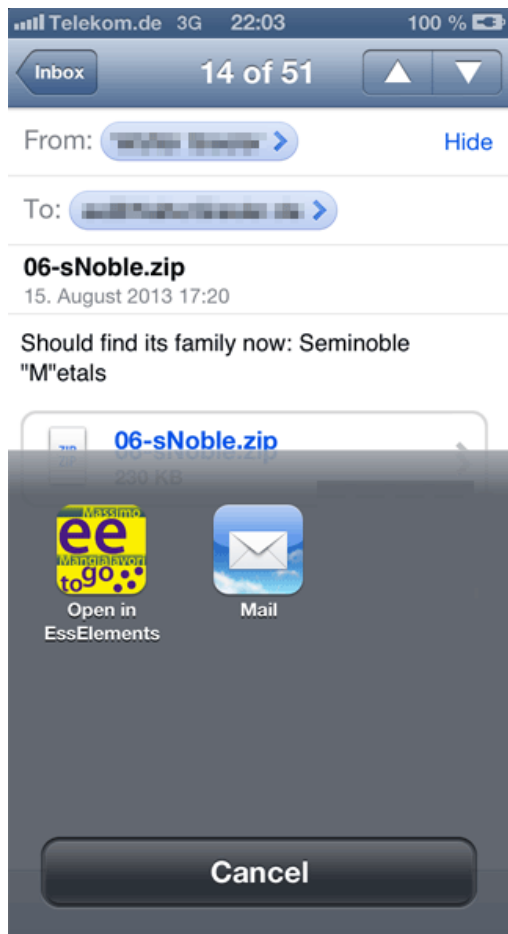 Telekom.de 3G 22:03 100 %
Inbox 14 of 51
From: Hide
To:
06-sNoble.zip
15. August 2013 17:20
Should find its family now: Seminoble
"M"etals
ZIP 06-sNoble.zip
230 KB
Massimo
ee
Mangialavori
togo
Open in Mail
EssElements
Cancel